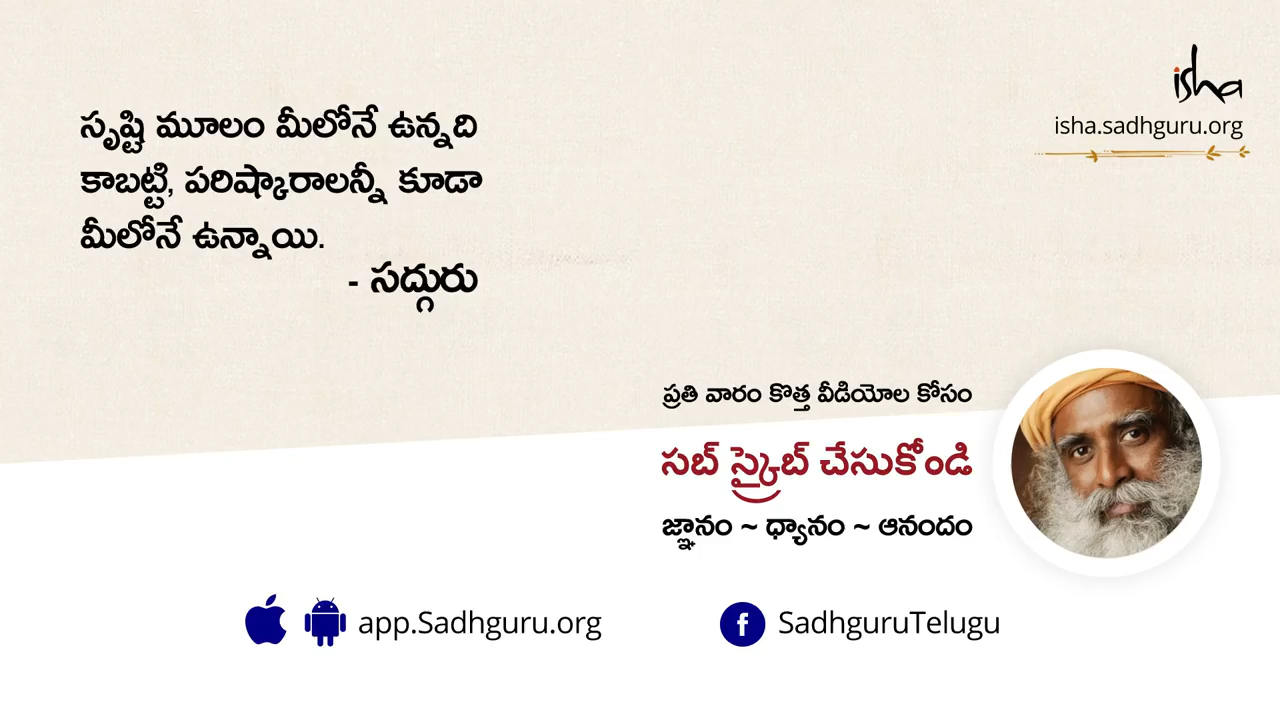 సృష్టి మూలం మీలోనే ఉన్నది
కాబట్టి, పరిష్కారాలన్నీ కూడా
మీలోనే ఉన్నాయి.
- సద్గురు
isha
isha.sadhguru.org
ప్రతి వారం కొత్త వీడియోల కోసం
సబ్ స్క్రైబ్ చేసుకోండి
జ్ఞానం ~ ధ్యానం ~ ఆనందం
app.Sadhguru.org
f SadhguruTelugu